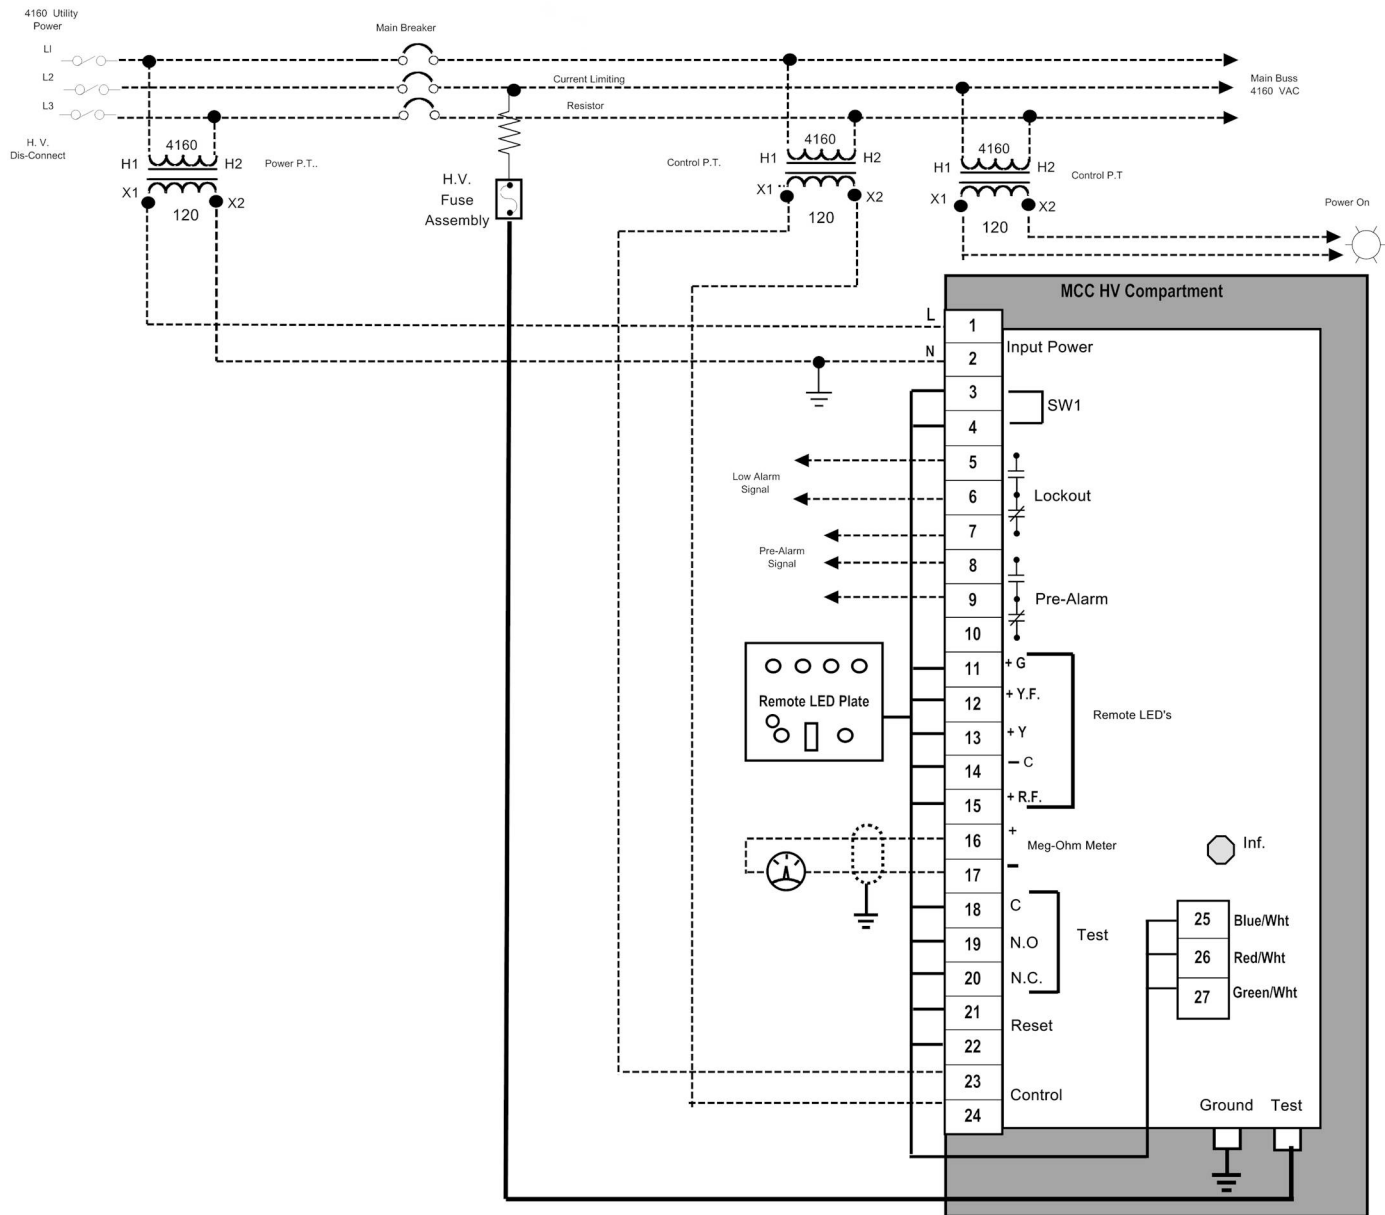 4160 Utility
Power
Main Breaker
LI
L2
L3
Current Limiting
Resistor
Main Buss
4160 VAC
H. V.
Dis-Connect
4160
H1
H2
Power P.T..
X1
X2
120
H.V.
Fuse
Assembly
Control P.T.
4160
H1
H2
X1
X2
120
4160
H1
H2
Control P.T
X1
X2
120
Power On
MCC HV Compartment
L
1
N
2
Input Power
3
SW1
4
5
Low Alarm
Signal
6
Lockout
7
Pre-Alarm
Signal
8
9
Pre-Alarm
10
11
+ G
Remote LED Plate
12
+ Y.F.
Remote LED's
13
+ Y
14
– C
15
+ R.F.
16
+
Meg-Ohm Meter
Inf.
17
–
18
C
19
N.O
Test
20
N.C.
21
Reset
22
23
Control
24
25
Blue/Wht
26
Red/Wht
27
Green/Wht
Ground
Test